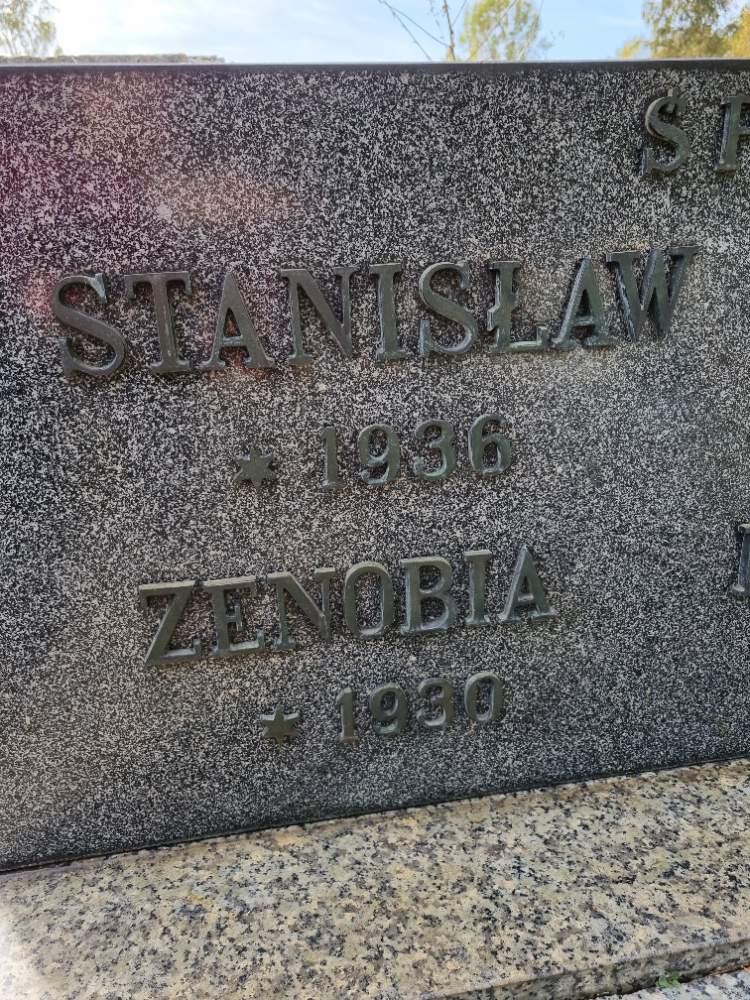 STANISŁAW
* 1936
ZENOBIA
* 1930